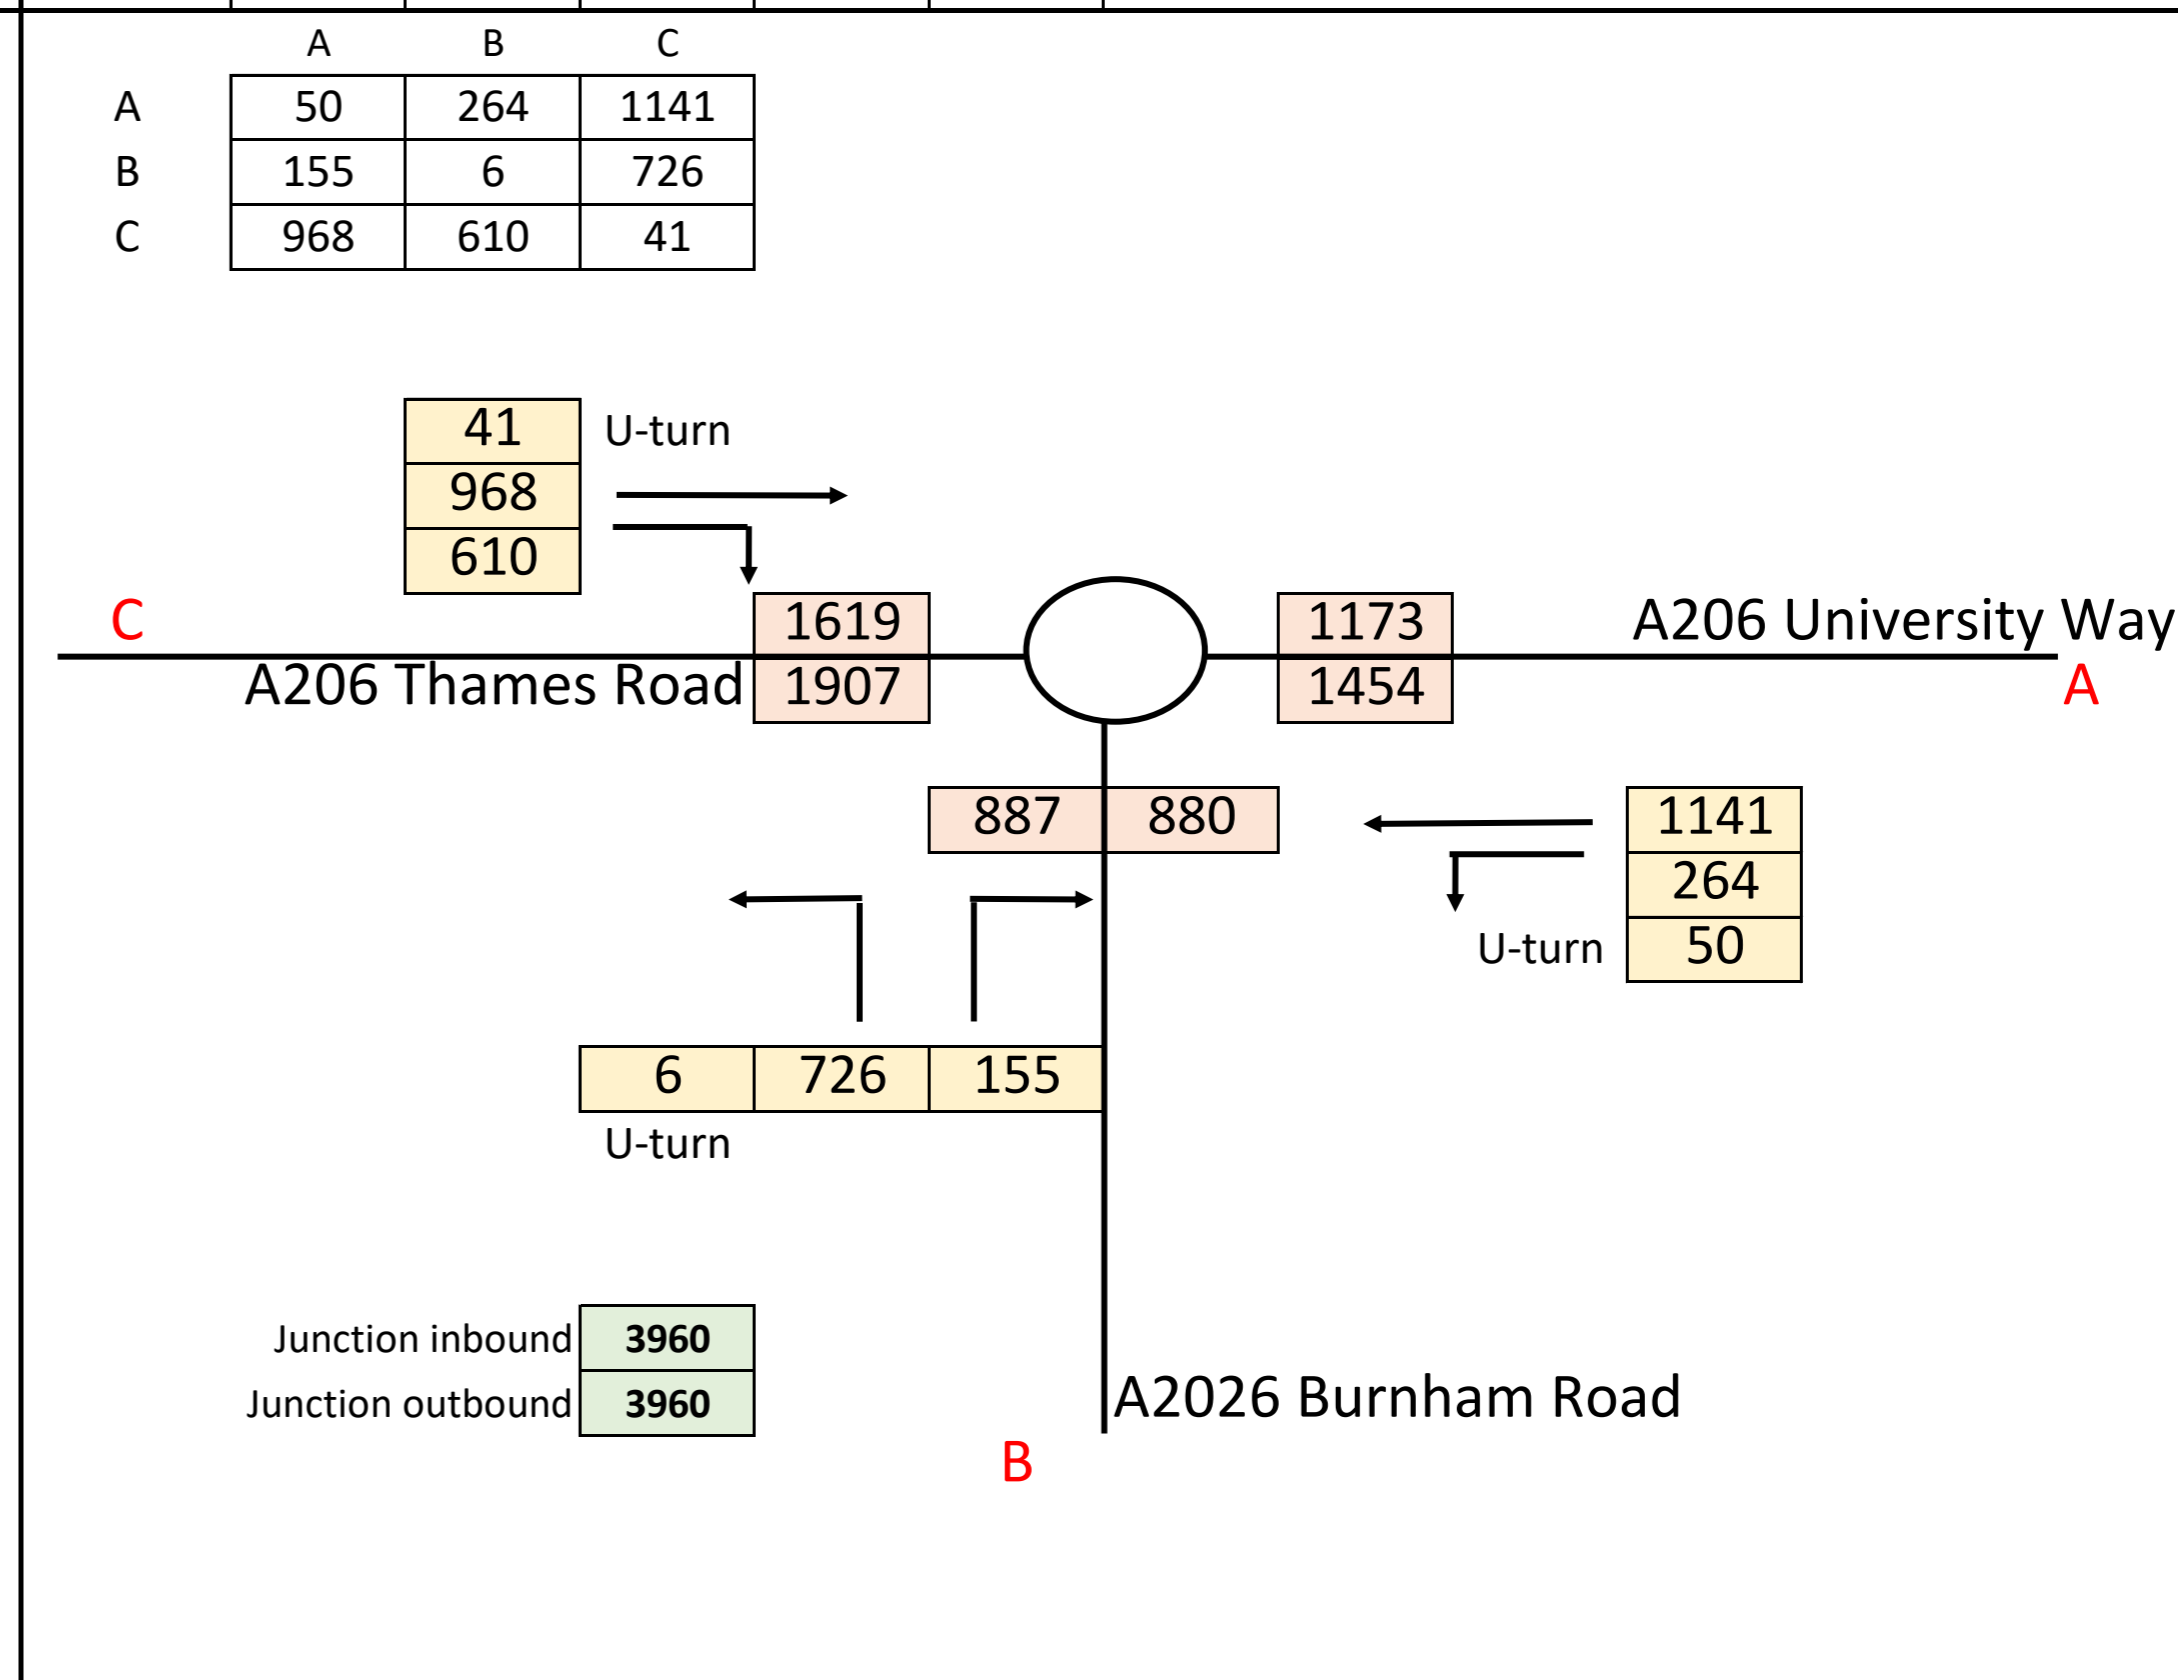 A B C
A 50 264 1141
B 155 6 726
C 968 610 41
41 U-turn
968
610
C 1619 1173 A206 University Way
A206 Thames Road 1907 1454 A
887 880 1141
264
U-turn 50
6 726 155
U-turn
Junction inbound 3960
Junction outbound 3960 A2026 Burnham Road
B